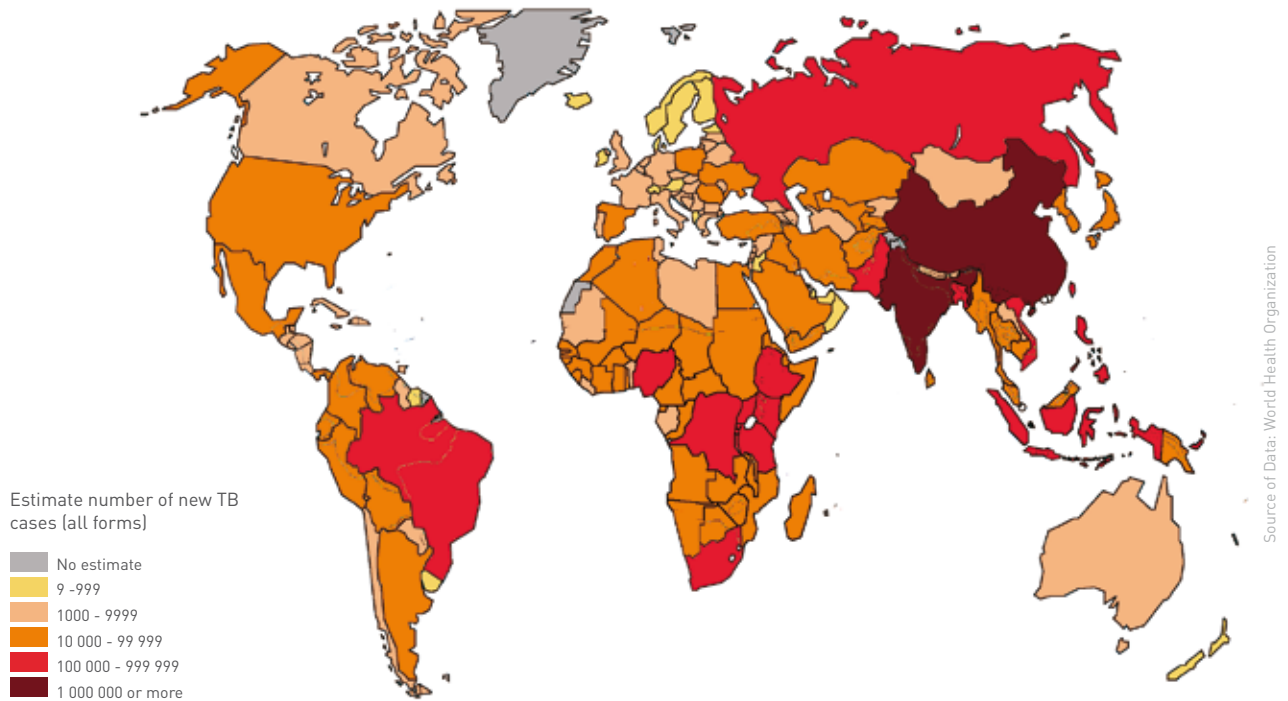 Estimate number of new TB
cases (all forms)
No estimate
9 -999
1000 - 9999
10 000 - 99 999
100 000 - 999 999
1 000 000 or more
Source of Data: World Health Organization